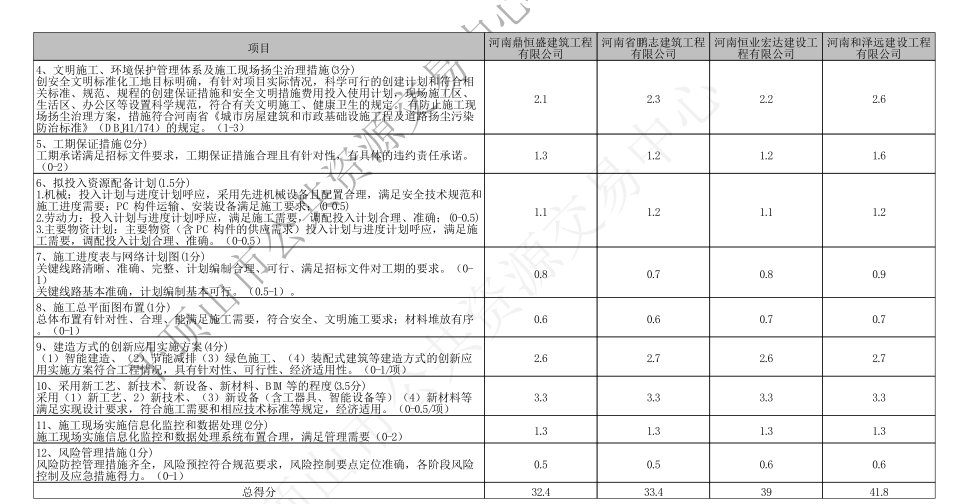 项目 河南鼎恒盛建筑工程有限公司 河南省鹏志建筑工程有限公司 河南恒业宏达建设工程有限公司 河南和泽远建设工程有限公司
4、文明施工、环境保护管理体系及施工现场扬尘治理措施(3分)
创安全文明标准化工地目标明确，有针对项目实际情况，科学可行的创建计划和符合相
关标准、规范、规程的创建保证措施和安全文明措施费用投入使用计划，现场施工区、
生活区、办公区等设置科学规范，符合有关文明施工、健康卫生的规定。有防止施工现
场扬尘治理方案，措施符合河南省《城市房屋建筑和市政基础设施工程及道路扬尘污染
防治标准》（DBJ41/174）的规定。（1-3）
2.1 2.3 2.2 2.6
5、工期保证措施(2分)
工期承诺满足招标文件要求，工期保证措施合理且有针对性，有具体的违约责任承诺。
（0-2）
1.3 1.2 1.2 1.6
6、拟投入资源配备计划(1.5分)
1.机械：投入计划与进度计划呼应，采用先进机械设备且配置合理，满足安全技术规范和
施工进度需要；PC 构件运输、安装设备满足施工要求；(0-0.5)
2.劳动力：投入计划与进度计划呼应，满足施工需要，调配投入计划合理、准确；(0-0.5)
3.主要物资计划：主要物资（含 PC 构件的供应需求）投入计划与进度计划呼应，满足施
工需要，调配投入计划合理、准确。（0-0.5）
1.1 1.2 1.1 1.2
7、施工进度表与网络计划图(1分)
关键线路清晰、准确、完整、计划编制合理、可行、满足招标文件对工期的要求。（0-
1）
关键线路基本准确，计划编制基本可行。（0.5-1）。
0.8 0.7 0.8 0.9
8、施工总平面图布置(1分)
总体布置有针对性、合理、能满足施工需要，符合安全、文明施工要求；材料堆放有序
。（0-1）
0.6 0.6 0.7 0.7
9、建造方式的创新应用实施方案(4分)
（1）智能建造、（2）节能减排（3）绿色施工、（4）装配式建筑等建造方式的创新应
用实施方案符合工程情况，具有针对性、可行性、经济适用性。（0-1/项）
2.6 2.7 2.6 2.7
10、采用新工艺、新技术、新设备、新材料、BIM 等的程度(3.5分)
采用（1）新工艺、2）新技术、（3）新设备（含工器具、智能设备等）（4）新材料等
满足实现设计要求，符合施工需要和相应技术标准等规定，经济适用。（0-0.5/项）
3.3 3.3 3.3 3.3
11、施工现场实施信息化监控和数据处理(2分)
施工现场实施信息化监控和数据处理系统布置合理，满足管理需要（0-2）
1.3 1.3 1.3 1.3
12、风险管理措施(1分)
风险防控管理措施齐全，风险预控符合规范要求，风险控制要点定位准确，各阶段风险
控制及应急措施得力。（0-1）
0.5 0.5 0.6 0.6
总得分 32.4 33.4 39 41.8
平顶山市公共资源交易中心
平顶山市公共资源交易中心